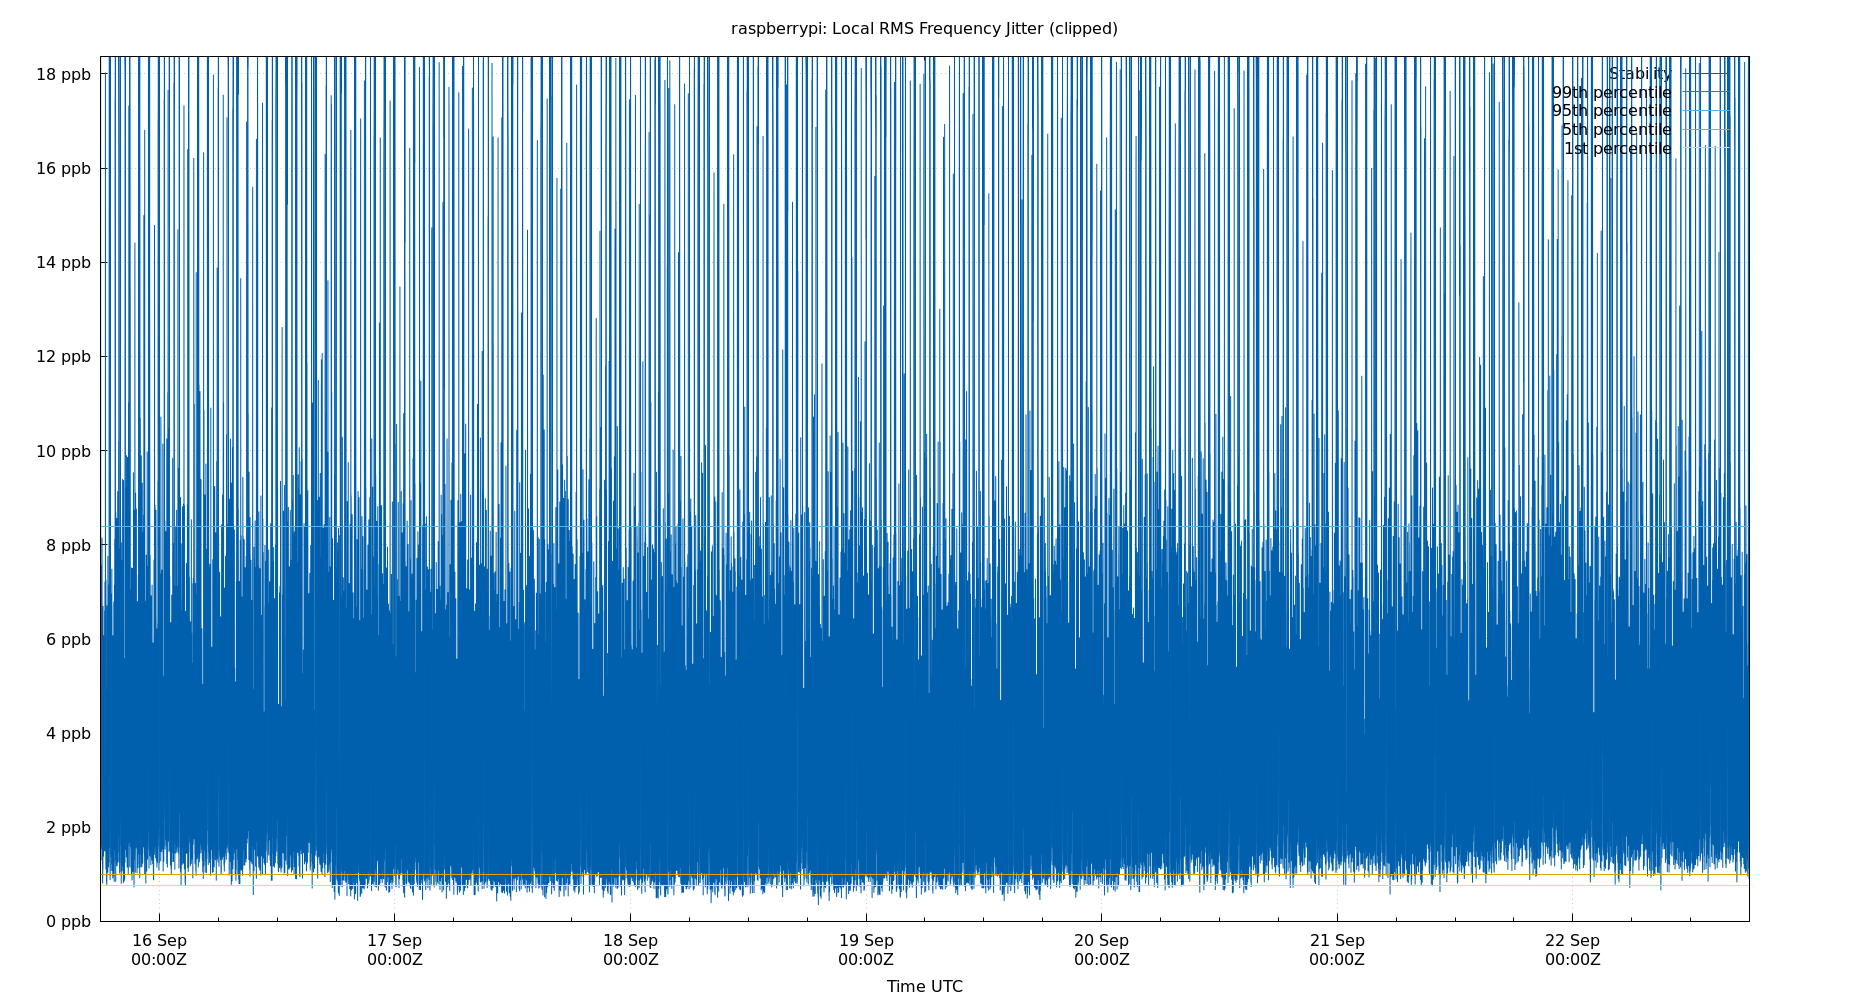 raspberrypi: Local RMS Frequency Jitter (clipped)
18 ppb
16 ppb
14 ppb
12 ppb
10 ppb
8 ppb
6 ppb
4 ppb
2 ppb
0 ppb
Stability
99th percentile
95th percentile
5th percentile
1st percentile
16 Sep
00:00Z
17 Sep
00:00Z
18 Sep
00:00Z
19 Sep
00:00Z
20 Sep
00:00Z
21 Sep
00:00Z
22 Sep
00:00Z
Time UTC